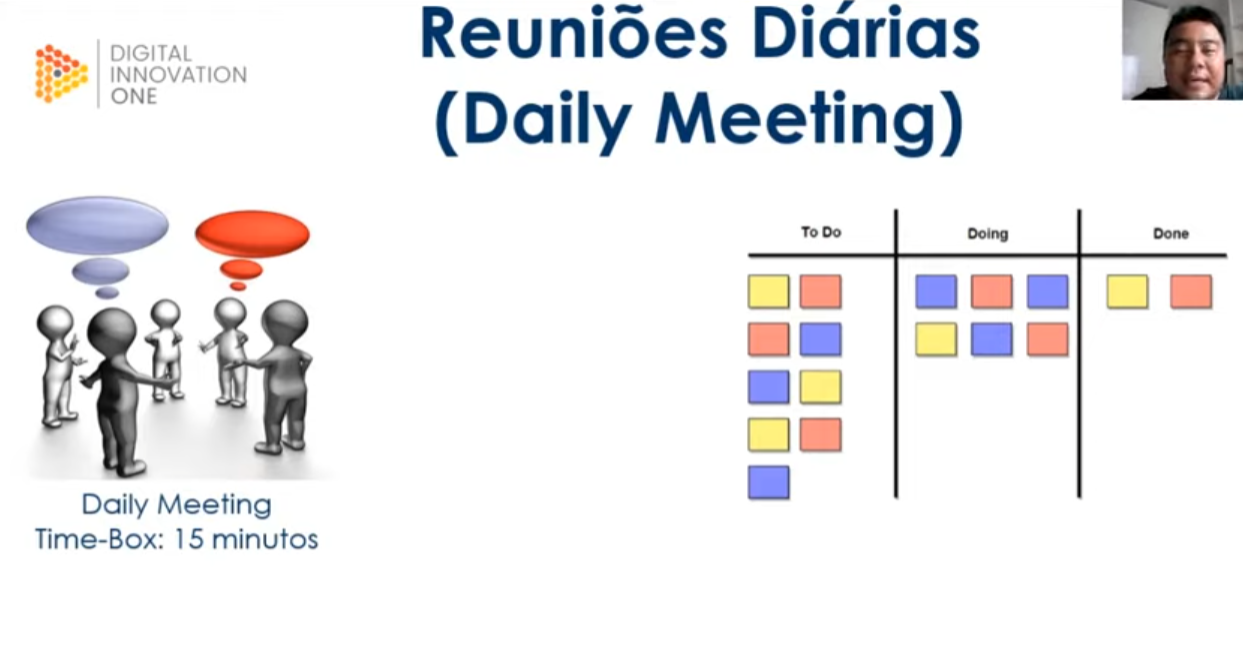 Reuniões Diárias
(Daily Meeting)
DIGITAL
INNOVATION
ONE
To Do
Doing
Done
Daily Meeting
Time-Box: 15 minutos